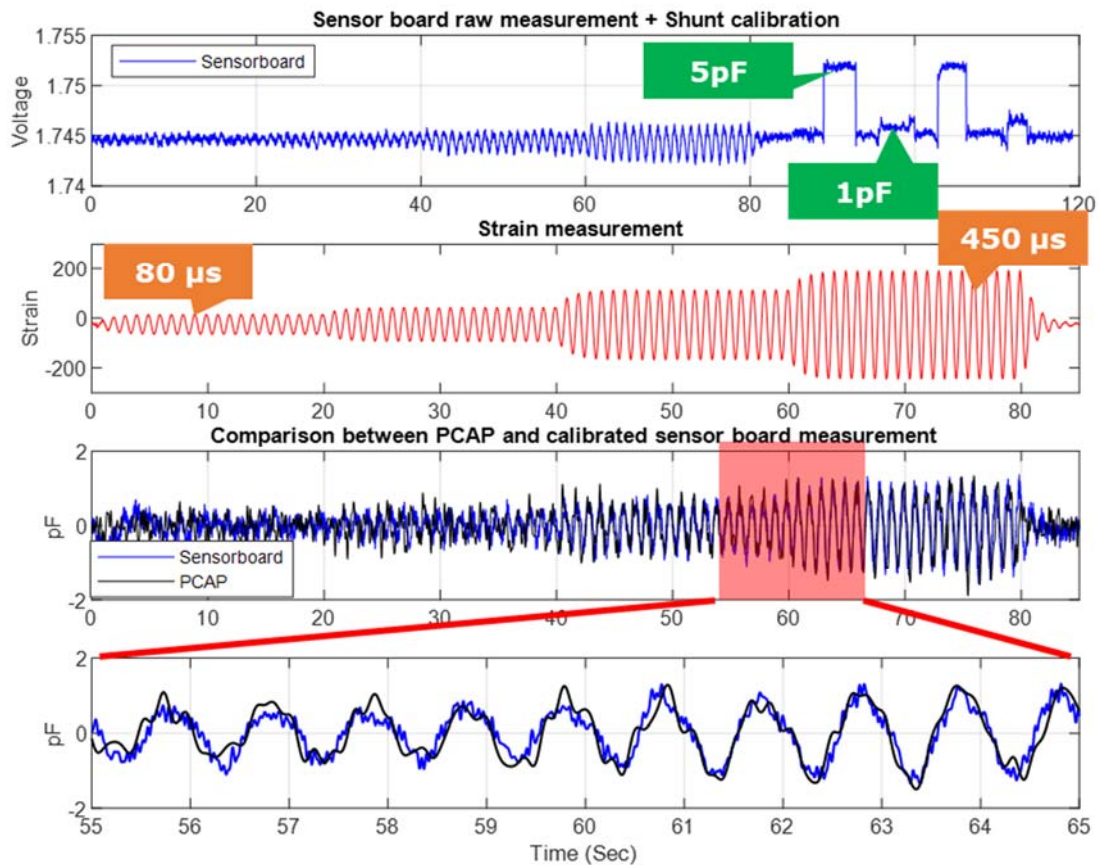 Sensor board raw measurement + Shunt calibration
1.755
1.75
1.745
1.74
Voltage
Sensorboard
5pF
1pF
0 20 40 60 80 120
Strain measurement
80 µs
450 µs
200
0
-200
Strain
0 10 20 30 40 50 60 70 80
Comparison between PCAP and calibrated sensor board measurement
2
0
-2
pF
Sensorboard
PCAP
0 10 20 30 40 50 60 70 80
2
0
-2
pF
55 56 57 58 59 60 61 62 63 64 65
Time (Sec)